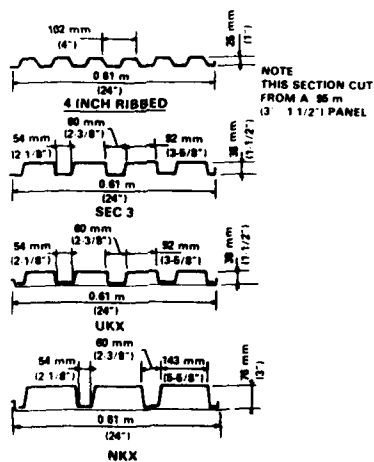 102 mm
(4")
25 mm
(1")
0.61 m
(24")
4 INCH RIBBED
NOTE
THIS SECTION CUT
FROM A 95 m
(3' 1 1/2") PANEL
54 mm
(2 1/8")
60 mm
(2-3/8")
92 mm
(3-5/8")
38 mm
(1-1/2")
0.61 m
(24")
SEC 3
54 mm
(2-1/8")
60 mm
(2-3/8")
92 mm
(3-5/8")
38 mm
(1-1/2")
0.61 m
(24")
UKX
54 mm
(2 1/8")
60 mm
(2-3/8")
143 mm
(5-5/8")
76 mm
(3")
0.61 m
(24")
NKX